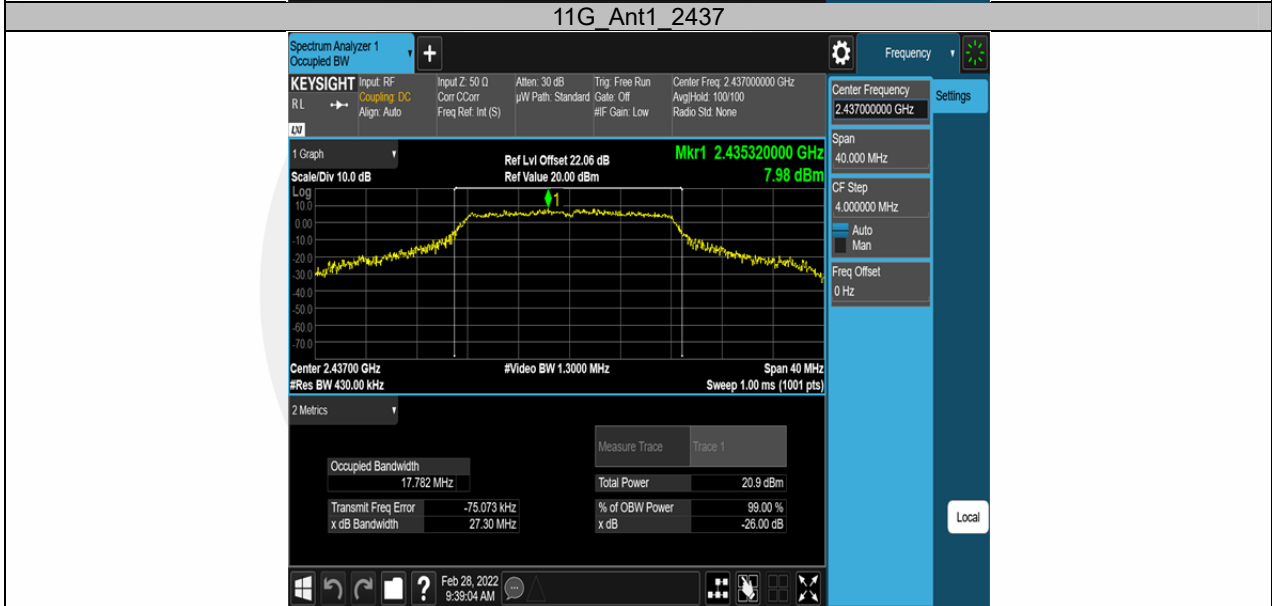 11G_Ant1_2437
Spectrum Analyzer 1
Occupied BW
Frequency
KEYSIGHT
RL
LXI
Input: RF
Coupling: DC
Align: Auto
Input Z: 50 Ω
Corr CCorr
Freq Ref: Int (S)
Atten: 30 dB
µW Path: Standard
Trig: Free Run
Gate: Off
#IF Gain: Low
Center Freq: 2.437000000 GHz
Avg|Hold: 100/100
Radio Std: None
Center Frequency
2.437000000 GHz
Settings
Span
40.000 MHz
CF Step
4.000000 MHz
Auto
Man
Freq Offset
0 Hz
1 Graph
Scale/Div 10.0 dB
Ref Lvl Offset 22.06 dB
Ref Value 20.00 dBm
Mkr1 2.435320000 GHz
7.98 dBm
Log
10.0
0.00
-10.0
-20.0
-30.0
-40.0
-50.0
-60.0
-70.0
1
Center 2.43700 GHz
#Res BW 430.00 kHz
#Video BW 1.3000 MHz
Span 40 MHz
Sweep 1.00 ms (1001 pts)
2 Metrics
Measure Trace Trace 1
Occupied Bandwidth
17.782 MHz
Total Power 20.9 dBm
Transmit Freq Error -75.073 kHz
% of OBW Power 99.00 %
x dB Bandwidth 27.30 MHz
x dB -26.00 dB
Local
Feb 28, 2022
9:39:04 AM